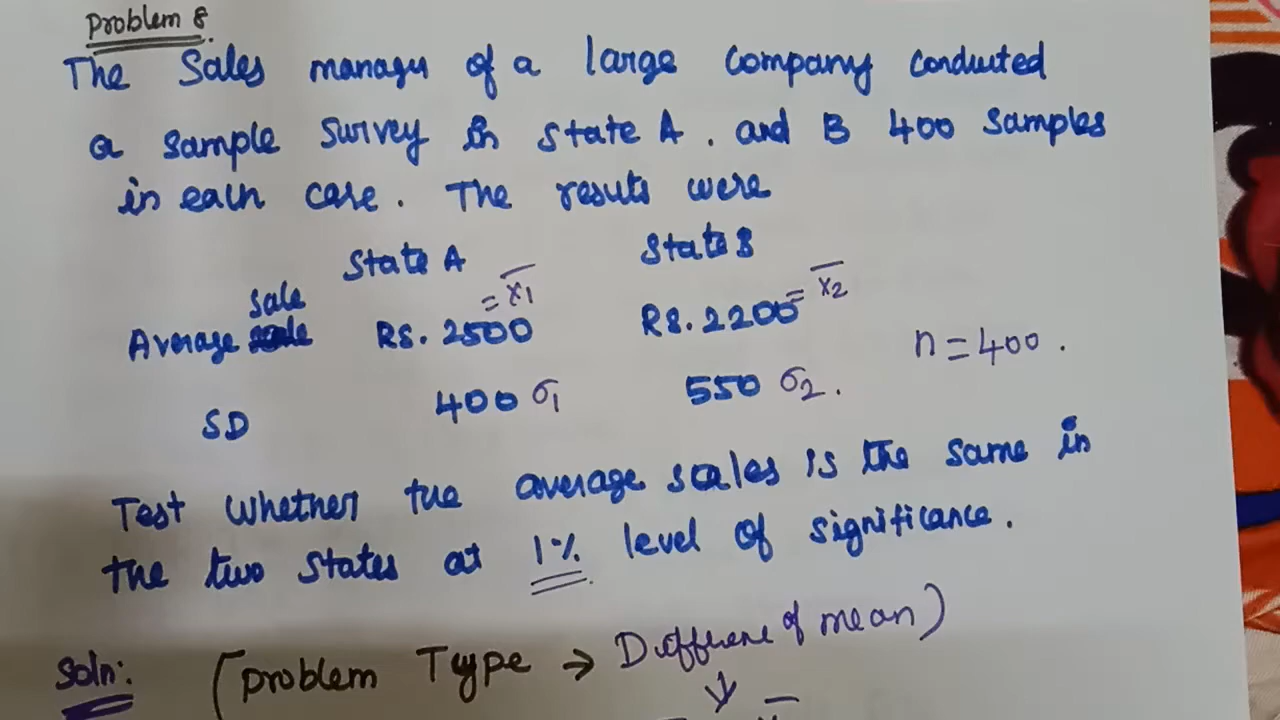 Problem 8.
The Sales manager of a large company conducted
a sample survey in state A. and B 400 samples
in each case. The results were
State A State B
Average sale Rs. 2500 = x̄1 Rs. 2200 = x̄2
n = 400.
SD 400 σ1 550 σ2.
Test whether the average sales is the same in
the two states at 1% level of significance.
Soln: (Problem Type → Difference of mean)
↓